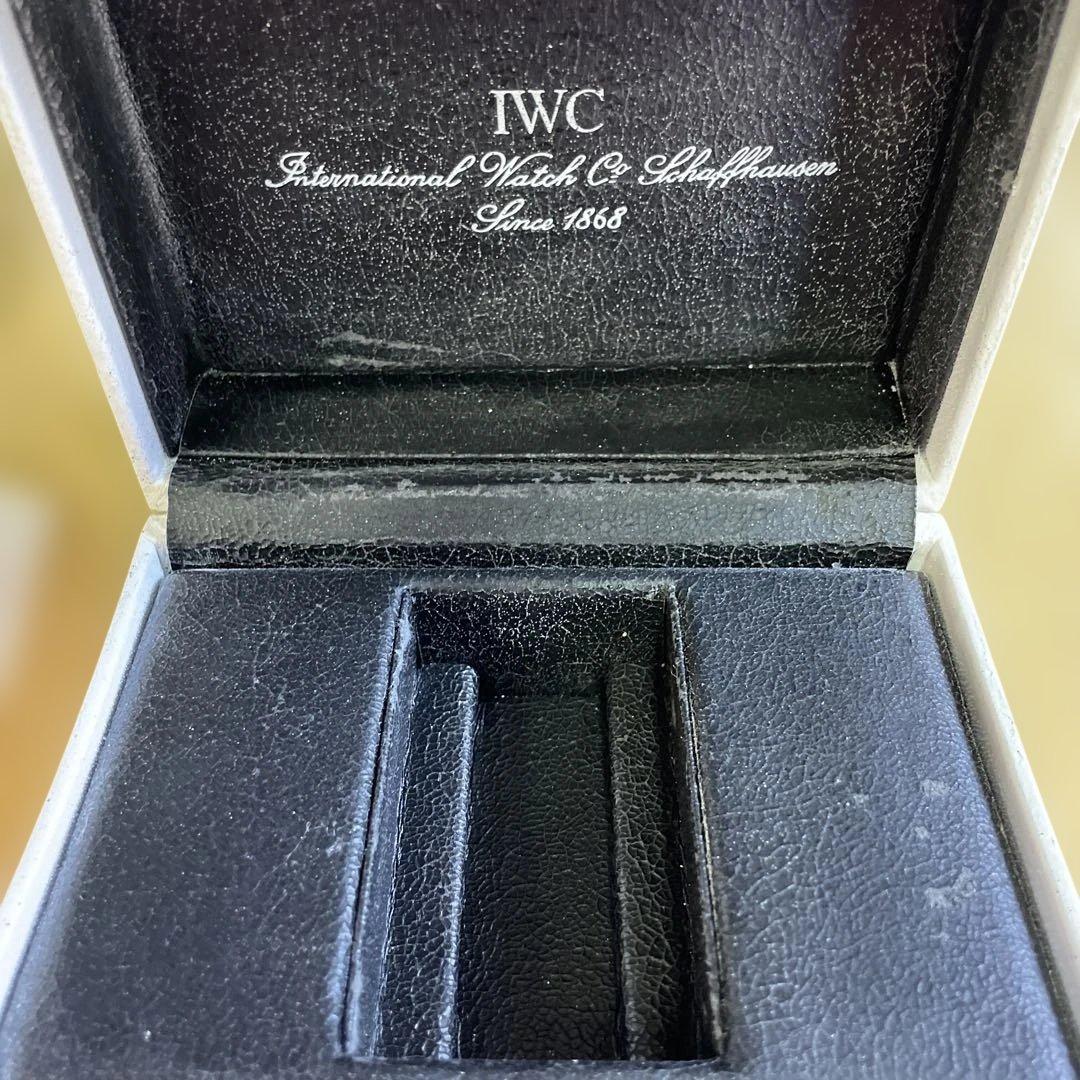 IWC
International Watch Co. Schaffhausen
Since 1868